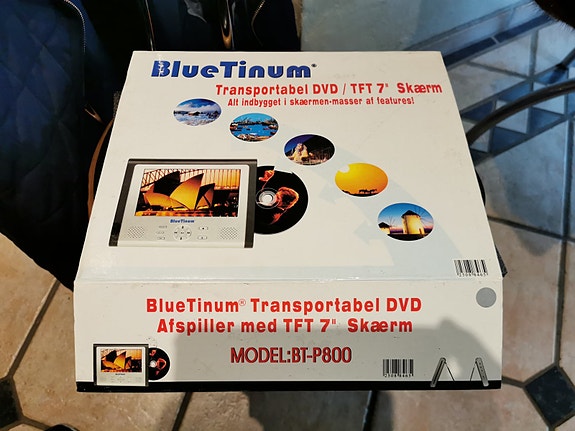 BlueTinum®
Transportabel DVD / TFT 7" Skærm
Alt indbygget i skærmen-masser af features!
BlueTinum
BlueTinum® Transportabel DVD
Afspiller med TFT 7" Skærm
MODEL:BT-P800